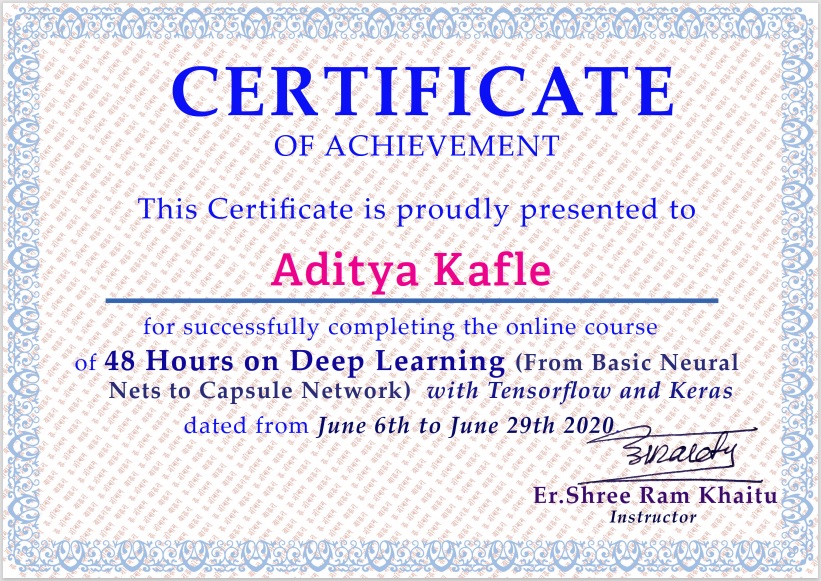 CERTIFICATE
OF ACHIEVEMENT
This Certificate is proudly presented to
Aditya Kafle
for successfully completing the online course
of 48 Hours on Deep Learning (From Basic Neural
Nets to Capsule Network) with Tensorflow and Keras
dated from June 6th to June 29th 2020.
Er.Shree Ram Khaitu
Instructor